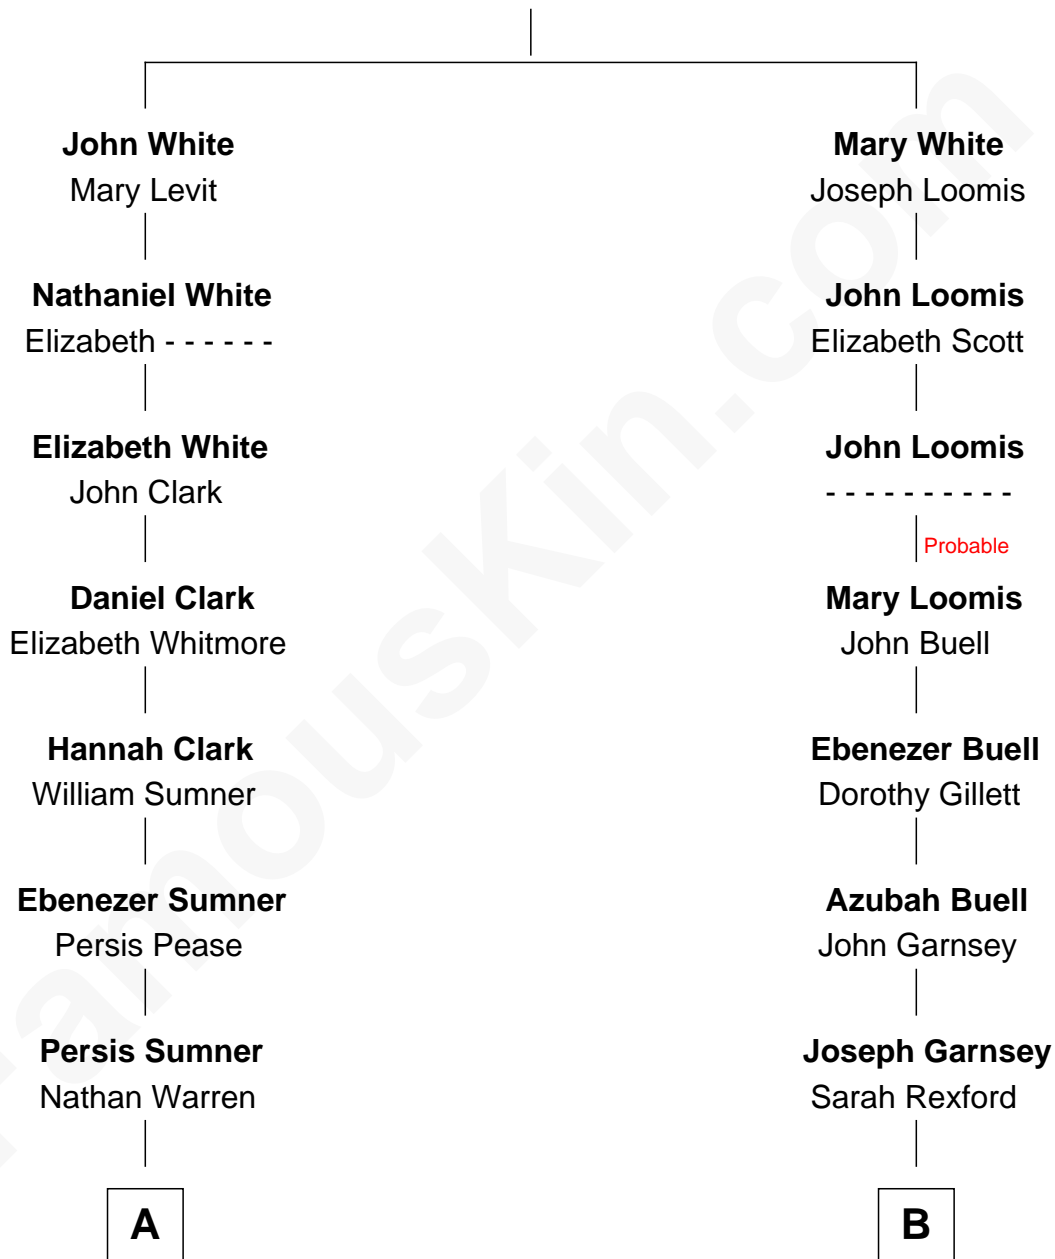 John White
Mary Levit
Nathaniel White
Elizabeth - - - - - -
Elizabeth White
John Clark
Daniel Clark
Elizabeth Whitmore
Hannah Clark
William Sumner
Ebenezer Sumner
Persis Pease
Persis Sumner
Nathan Warren
A
Mary White
Joseph Loomis
John Loomis
Elizabeth Scott
John Loomis
- - - - - - - - - -
Probable
Mary Loomis
John Buell
Ebenezer Buell
Dorothy Gillett
Azubah Buell
John Garnsey
Joseph Garnsey
Sarah Rexford
B
FamousKin.com